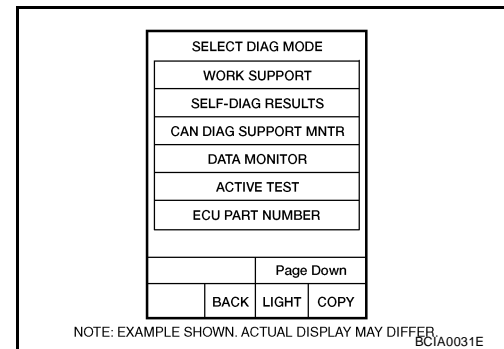 SELECT DIAG MODE
WORK SUPPORT
SELF-DIAG RESULTS
CAN DIAG SUPPORT MNTR
DATA MONITOR
ACTIVE TEST
ECU PART NUMBER
Page Down
BACK LIGHT COPY
NOTE: EXAMPLE SHOWN. ACTUAL DISPLAY MAY DIFFER.
BCIA0031E